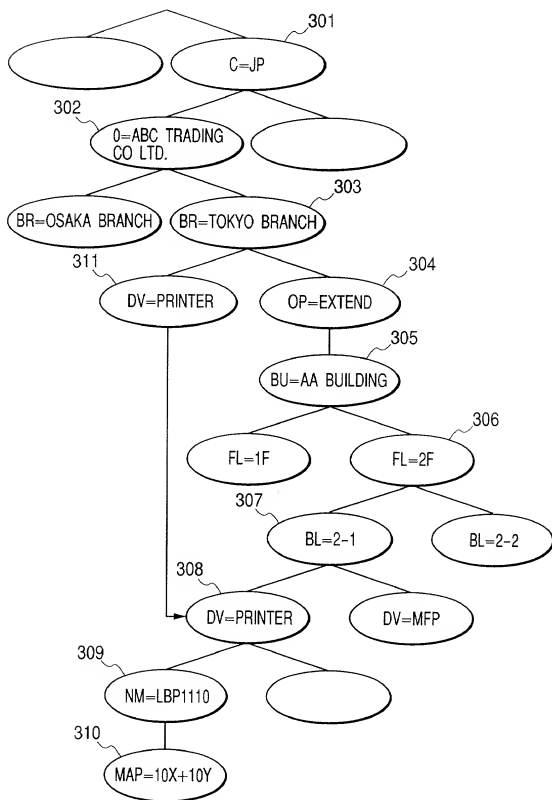 301
C=JP
302
0=ABC TRADING
CO LTD.
303
BR=OSAKA BRANCH
BR=TOKYO BRANCH
311
304
DV=PRINTER
OP=EXTEND
305
BU=AA BUILDING
306
FL=1F
FL=2F
307
BL=2-1
BL=2-2
308
DV=PRINTER
DV=MFP
309
NM=LBP1110
310
MAP=10X+10Y